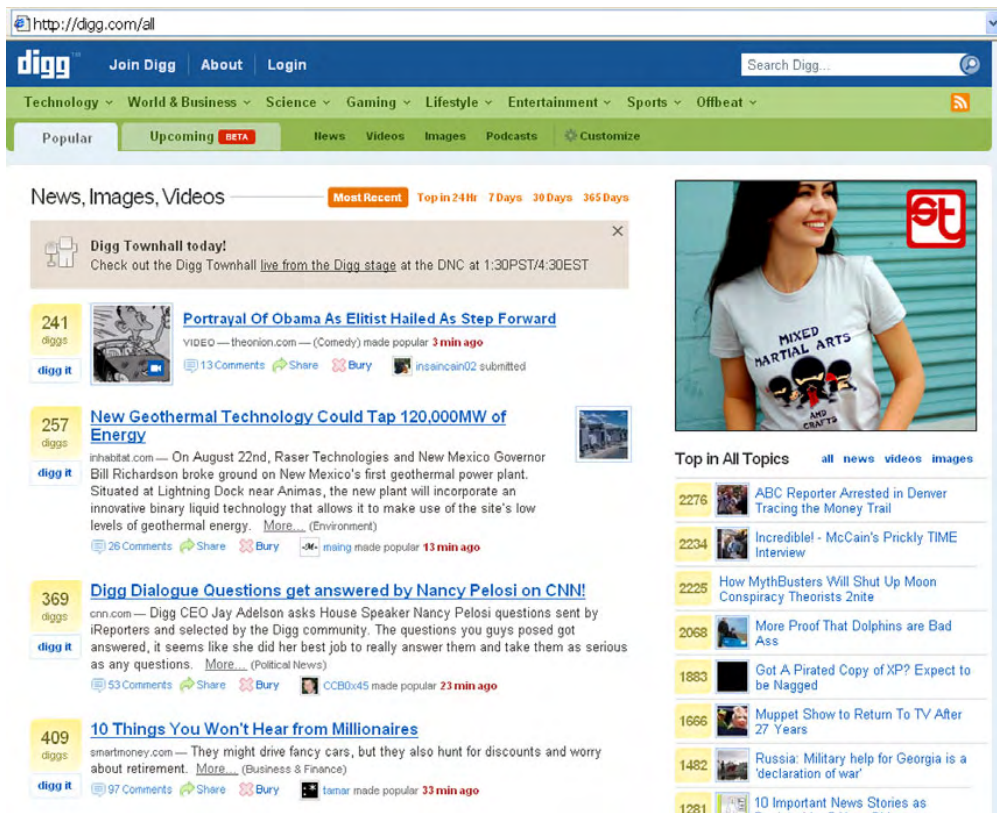 http://digg.com/all
digg™ Join Digg About Login Search Digg...
Technology World & Business Science Gaming Lifestyle Entertainment Sports Offbeat
Popular Upcoming BETA News Videos Images Podcasts Customize
News, Images, Videos Most Recent Top in 24 Hr 7 Days 30 Days 365 Days
Digg Townhall today!
Check out the Digg Townhall live from the Digg stage at the DNC at 1:30PST/4:30EST
241 diggs
digg it
Portrayal Of Obama As Elitist Hailed As Step Forward
VIDEO — theonion.com — (Comedy) made popular 3 min ago
13 Comments Share Bury insaincain02 submitted
257 diggs
digg it
New Geothermal Technology Could Tap 120,000MW of
Energy
inhabitat.com — On August 22nd, Raser Technologies and New Mexico Governor
Bill Richardson broke ground on New Mexico's first geothermal power plant.
Situated at Lightning Dock near Animas, the new plant will incorporate an
innovative binary liquid technology that allows it to make use of the site's low
levels of geothermal energy. More... (Environment)
26 Comments Share Bury -M- maing made popular 13 min ago
369 diggs
digg it
Digg Dialogue Questions get answered by Nancy Pelosi on CNN!
cnn.com — Digg CEO Jay Adelson asks House Speaker Nancy Pelosi questions sent by
iReporters and selected by the Digg community. The questions you guys posed got
answered, it seems like she did her best job to really answer them and take them as serious
as any questions. More... (Political News)
53 Comments Share Bury CCB0x45 made popular 23 min ago
409 diggs
digg it
10 Things You Won't Hear from Millionaires
smartmoney.com — They might drive fancy cars, but they also hunt for discounts and worry
about retirement. More... (Business & Finance)
97 Comments Share Bury tamar made popular 33 min ago
st
MIXED
MARTIAL ARTS
AND
CRAFTS
Top in All Topics all news videos images
2276 ABC Reporter Arrested in Denver
Tracing the Money Trail
2234 Incredible! - McCain's Prickly TIME
Interview
2225 How MythBusters Will Shut Up Moon
Conspiracy Theorists 2nite
2068 More Proof That Dolphins are Bad
Ass
1883 Got A Pirated Copy of XP? Expect to
be Nagged
1666 Muppet Show to Return To TV After
27 Years
1482 Russia: Military help for Georgia is a
'declaration of war'
1281 10 Important News Stories as